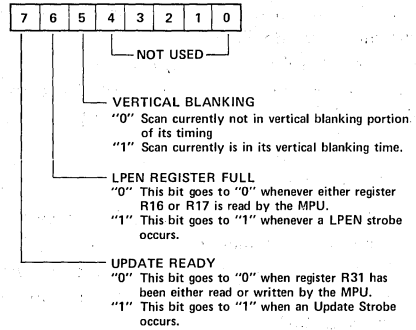 7 6 5 4 3 2 1 0
NOT USED
VERTICAL BLANKING
"0" Scan currently not in vertical blanking portion
of its timing
"1" Scan currently is in its vertical blanking time.
LPEN REGISTER FULL
"0" This bit goes to "0" whenever either register
R16 or R17 is read by the MPU.
"1" This bit goes to "1" whenever a LPEN strobe
occurs.
UPDATE READY
"0" This bit goes to "0" when register R31 has
been either read or written by the MPU.
"1" This bit goes to "1" when an Update Strobe
occurs.